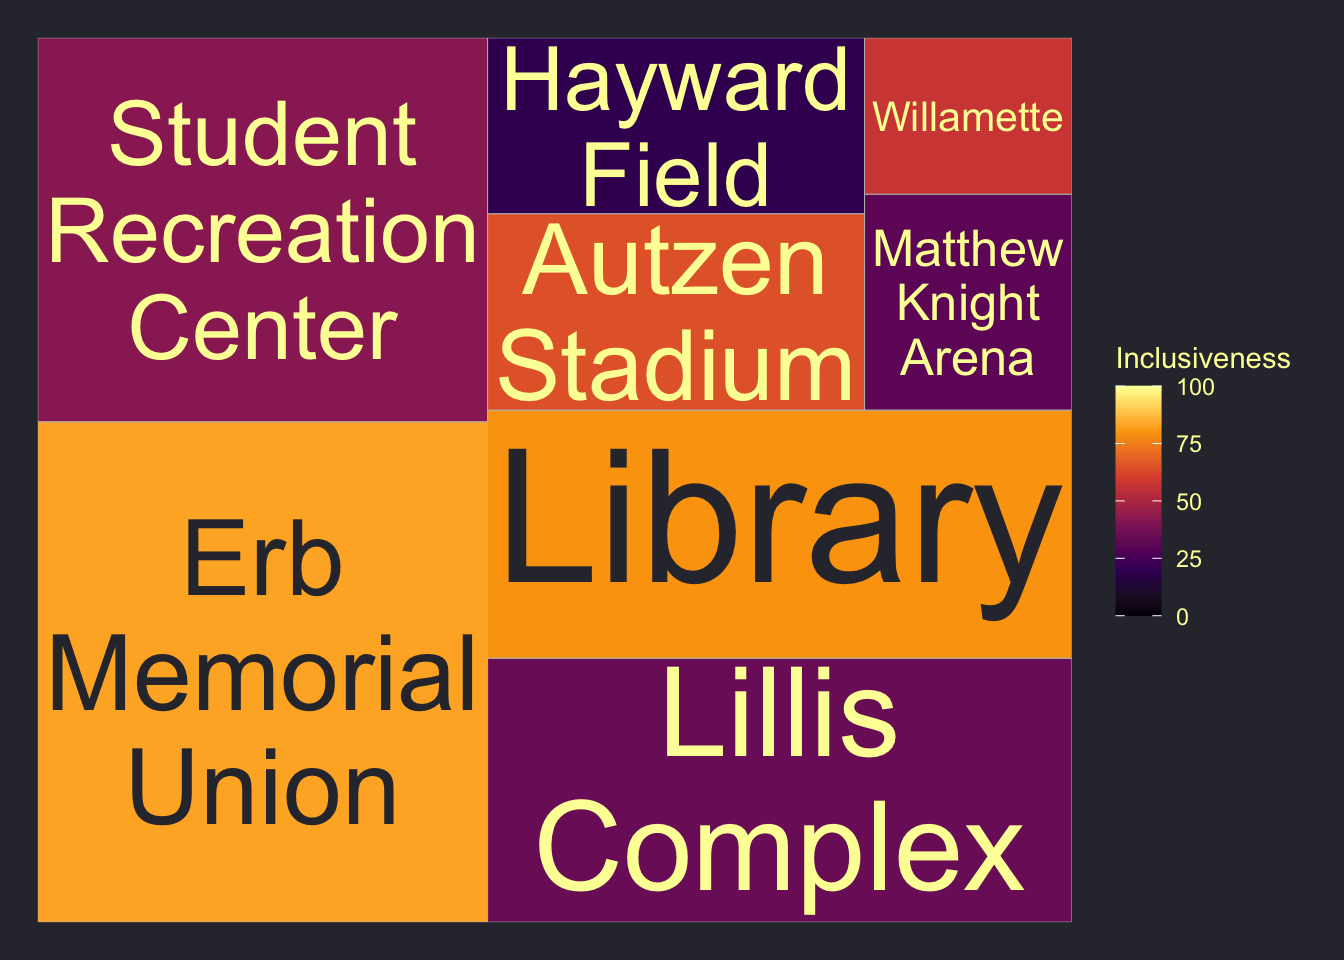 Student
Recreation
Center
Erb
Memorial
Union
Hayward
Field
Autzen
Stadium
Willamette
Matthew
Knight
Arena
Library
Lillis
Complex
Inclusiveness
100
75
50
25
0